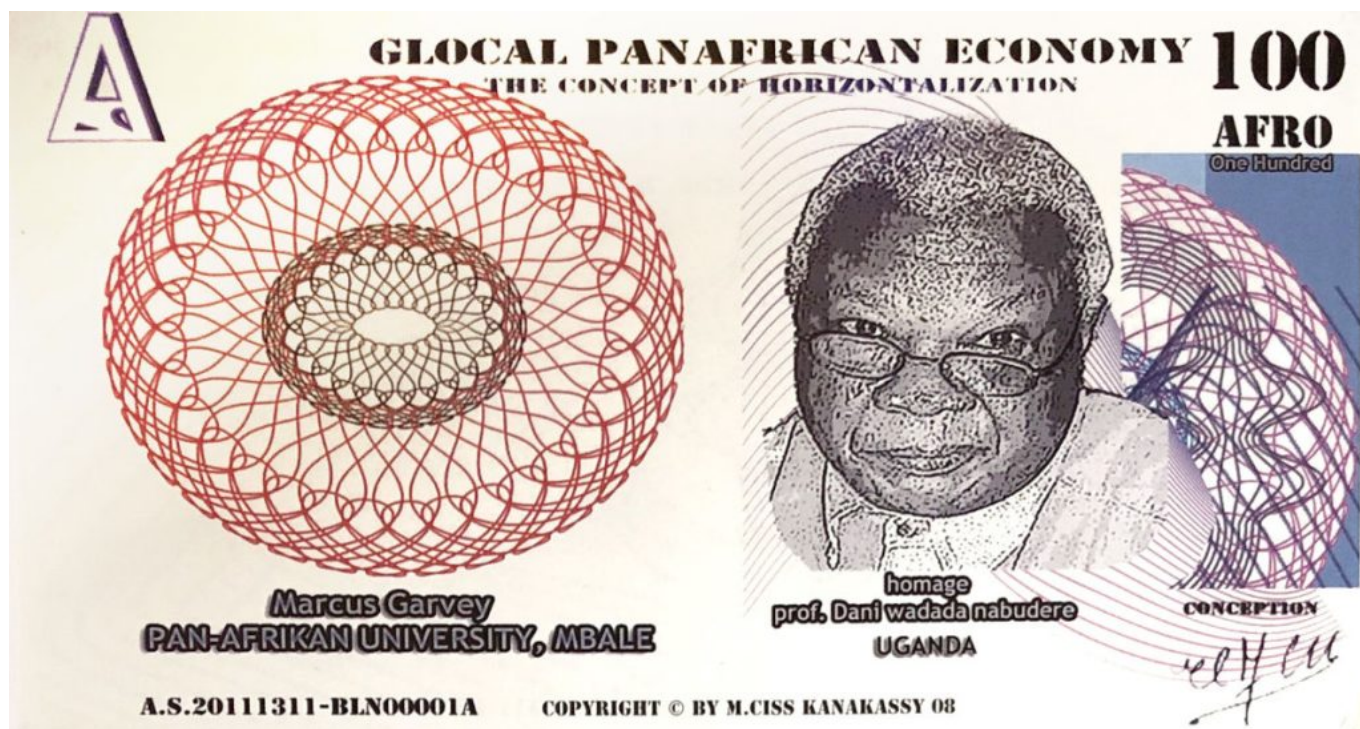 A
GLOCAL PANAFRICAN ECONOMY
THE CONCEPT OF HORIZONTALIZATION
100
AFRO
One Hundred
Marcus Garvey
PAN-AFRIKAN UNIVERSITY, MBALE
homage
prof. Dani wadada nabudere
UGANDA
CONCEPTION
A.S.20111311-BLN00001A
COPYRIGHT © BY M.CISS KANAKASSY 08